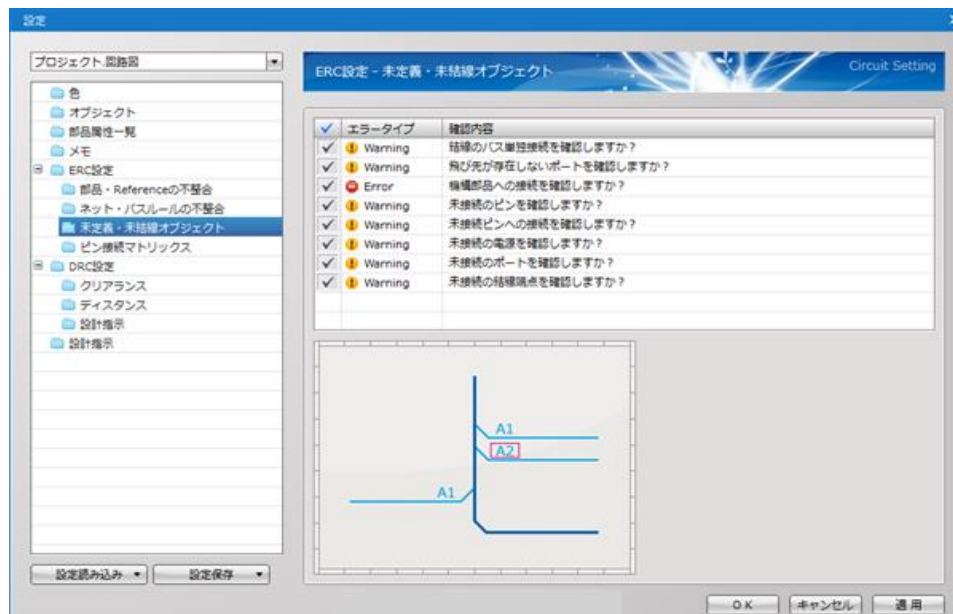 設定
プロジェクト.回路図
色
オブジェクト
部品属性一覧
メモ
ERC設定
部品・Referenceの不整合
ネット・バスルールの不整合
未定義・未結線オブジェクト
ピン接続マトリックス
DRC設定
クリアランス
ディスタンス
設計指示
設計指示
設定読み込み
設定保存
ERC設定 - 未定義・未結線オブジェクト
Circuit Setting
エラータイプ 確認内容
Warning 結線のバス単独接続を確認しますか？
Warning 飛び先が存在しないポートを確認しますか？
Error 機構部品への接続を確認しますか？
Warning 未接続のピンを確認しますか？
Warning 未接続ピンへの接続を確認しますか？
Warning 未接続の電源を確認しますか？
Warning 未接続のポートを確認しますか？
Warning 未接続の結線端点を確認しますか？
A1
A2
A1
OK キャンセル 適用